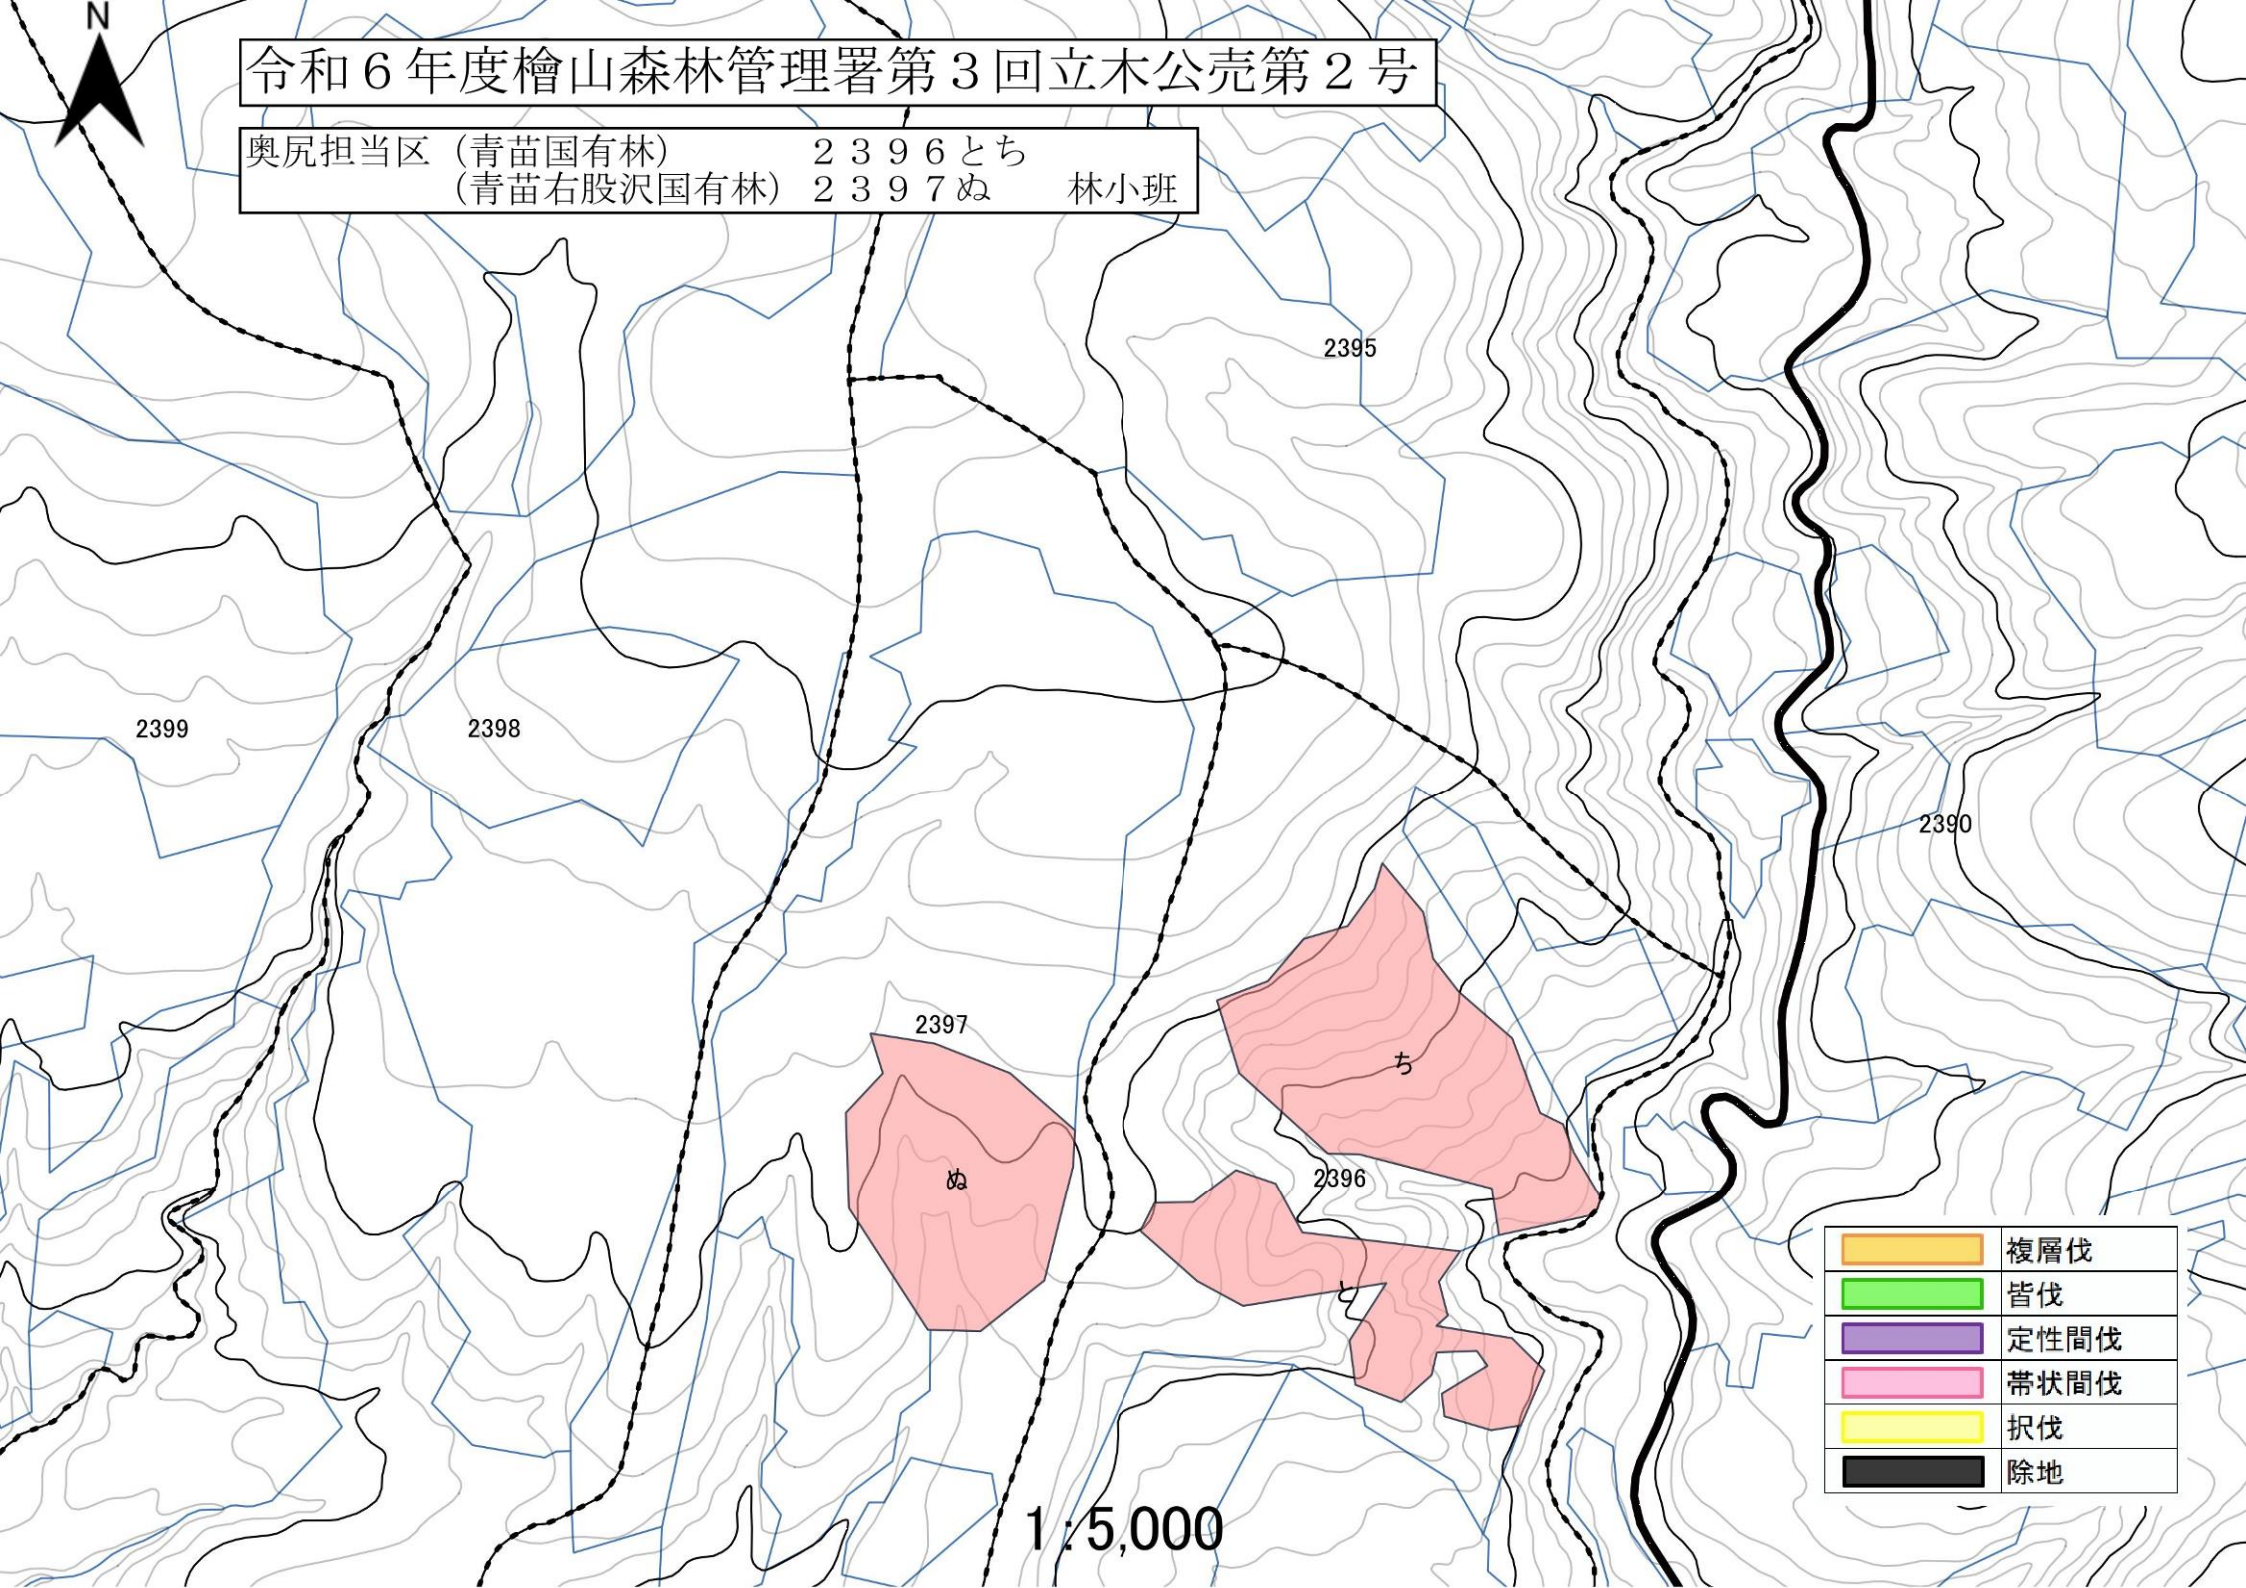 N
令和６年度檜山森林管理署第３回立木公売第２号
奥尻担当区（青苗国有林）　　　２３９６とち
（青苗右股沢国有林）２３９７ぬ　　林小班
2395
2399
2398
2390
2397
ち
ぬ
2396
と
複層伐
皆伐
定性間伐
帯状間伐
択伐
除地
1:5,000